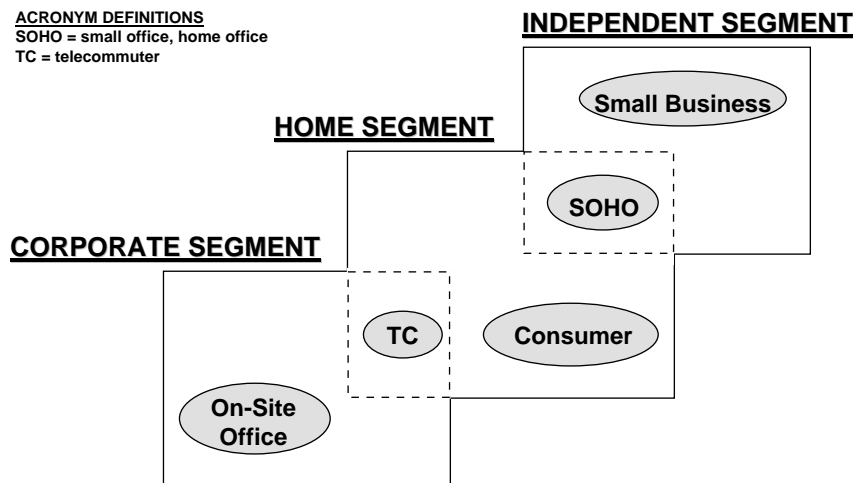 ACRONYM DEFINITIONS
SOHO = small office, home office
TC = telecommuter
INDEPENDENT SEGMENT
Small Business
HOME SEGMENT
SOHO
CORPORATE SEGMENT
TC
Consumer
On-Site
Office